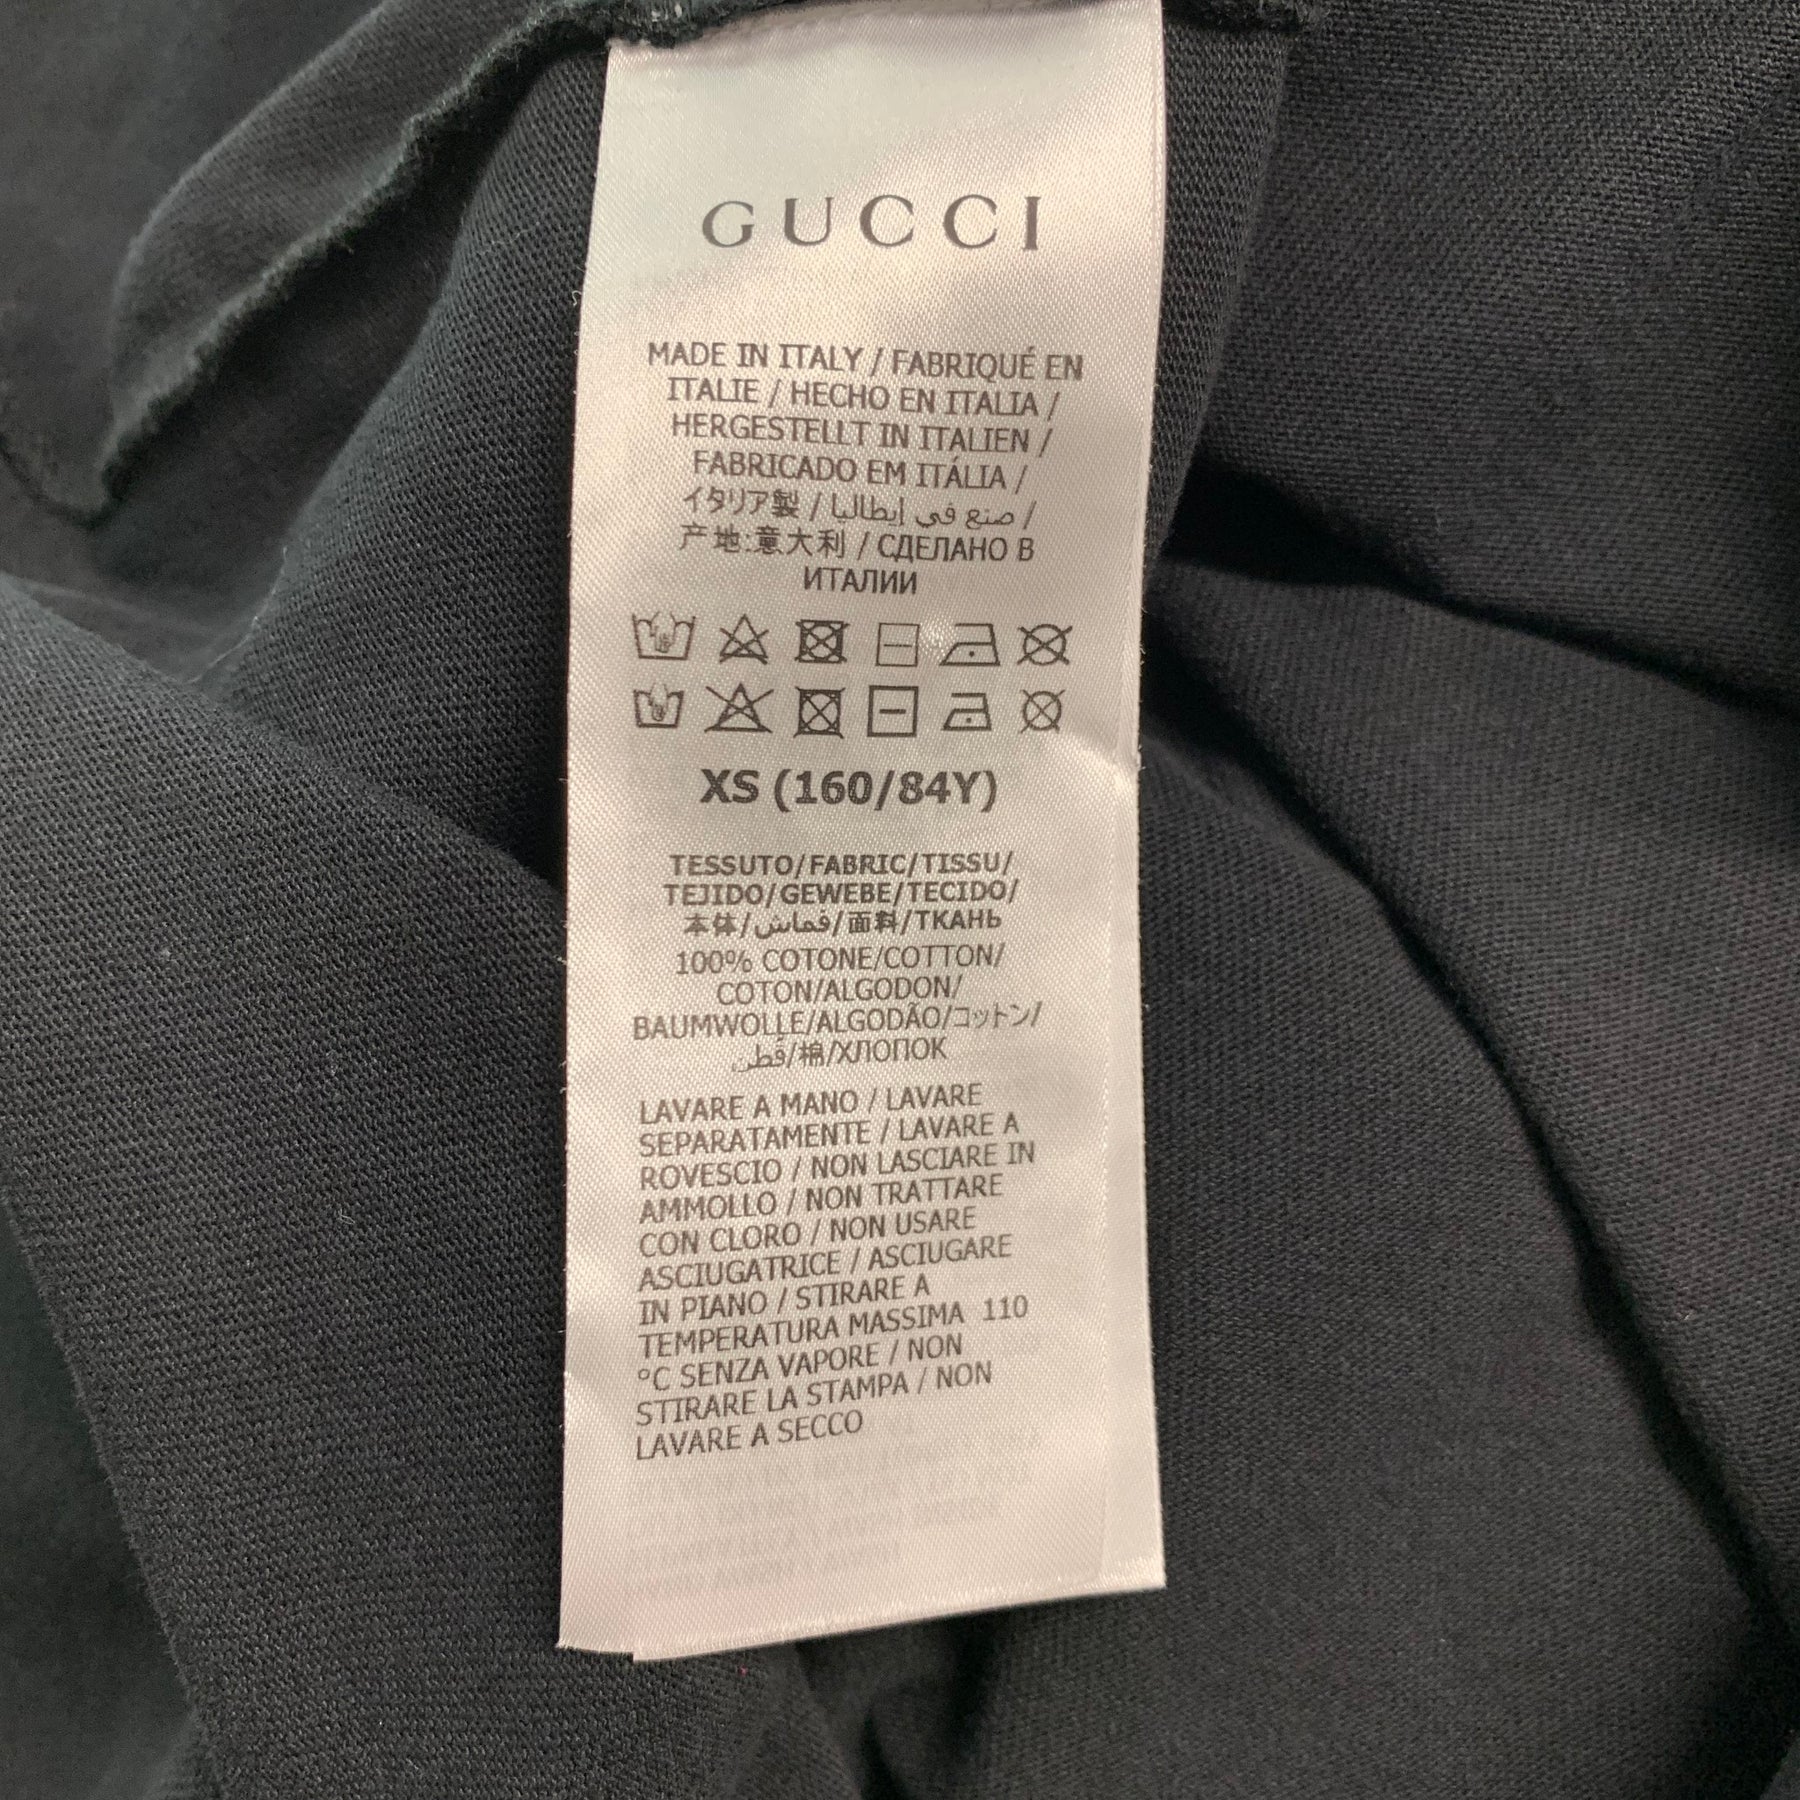 GUCCI
MADE IN ITALY / FABRIQUÉ EN
ITALIE / HECHO EN ITALIA /
HERGESTELLT IN ITALIEN /
FABRICADO EM ITÁLIA /
イタリア製 / صنع في إيطاليا /
产地:意大利 / СДЕЛАНО В
ИТАЛИИ
XS (160/84Y)
TESSUTO/FABRIC/TISSU/
TEJIDO/GEWEBE/TECIDO/
本体/قماش/面料/ТКАНЬ
100% COTONE/COTTON/
COTON/ALGODON/
BAUMWOLLE/ALGODÃO/コットン/
قُطن/棉/ХЛОПОК
LAVARE A MANO / LAVARE
SEPARATAMENTE / LAVARE A
ROVESCIO / NON LASCIARE IN
AMMOLLO / NON TRATTARE
CON CLORO / NON USARE
ASCIUGATRICE / ASCIUGARE
IN PIANO / STIRARE A
TEMPERATURA MASSIMA 110
°C SENZA VAPORE / NON
STIRARE LA STAMPA / NON
LAVARE A SECCO